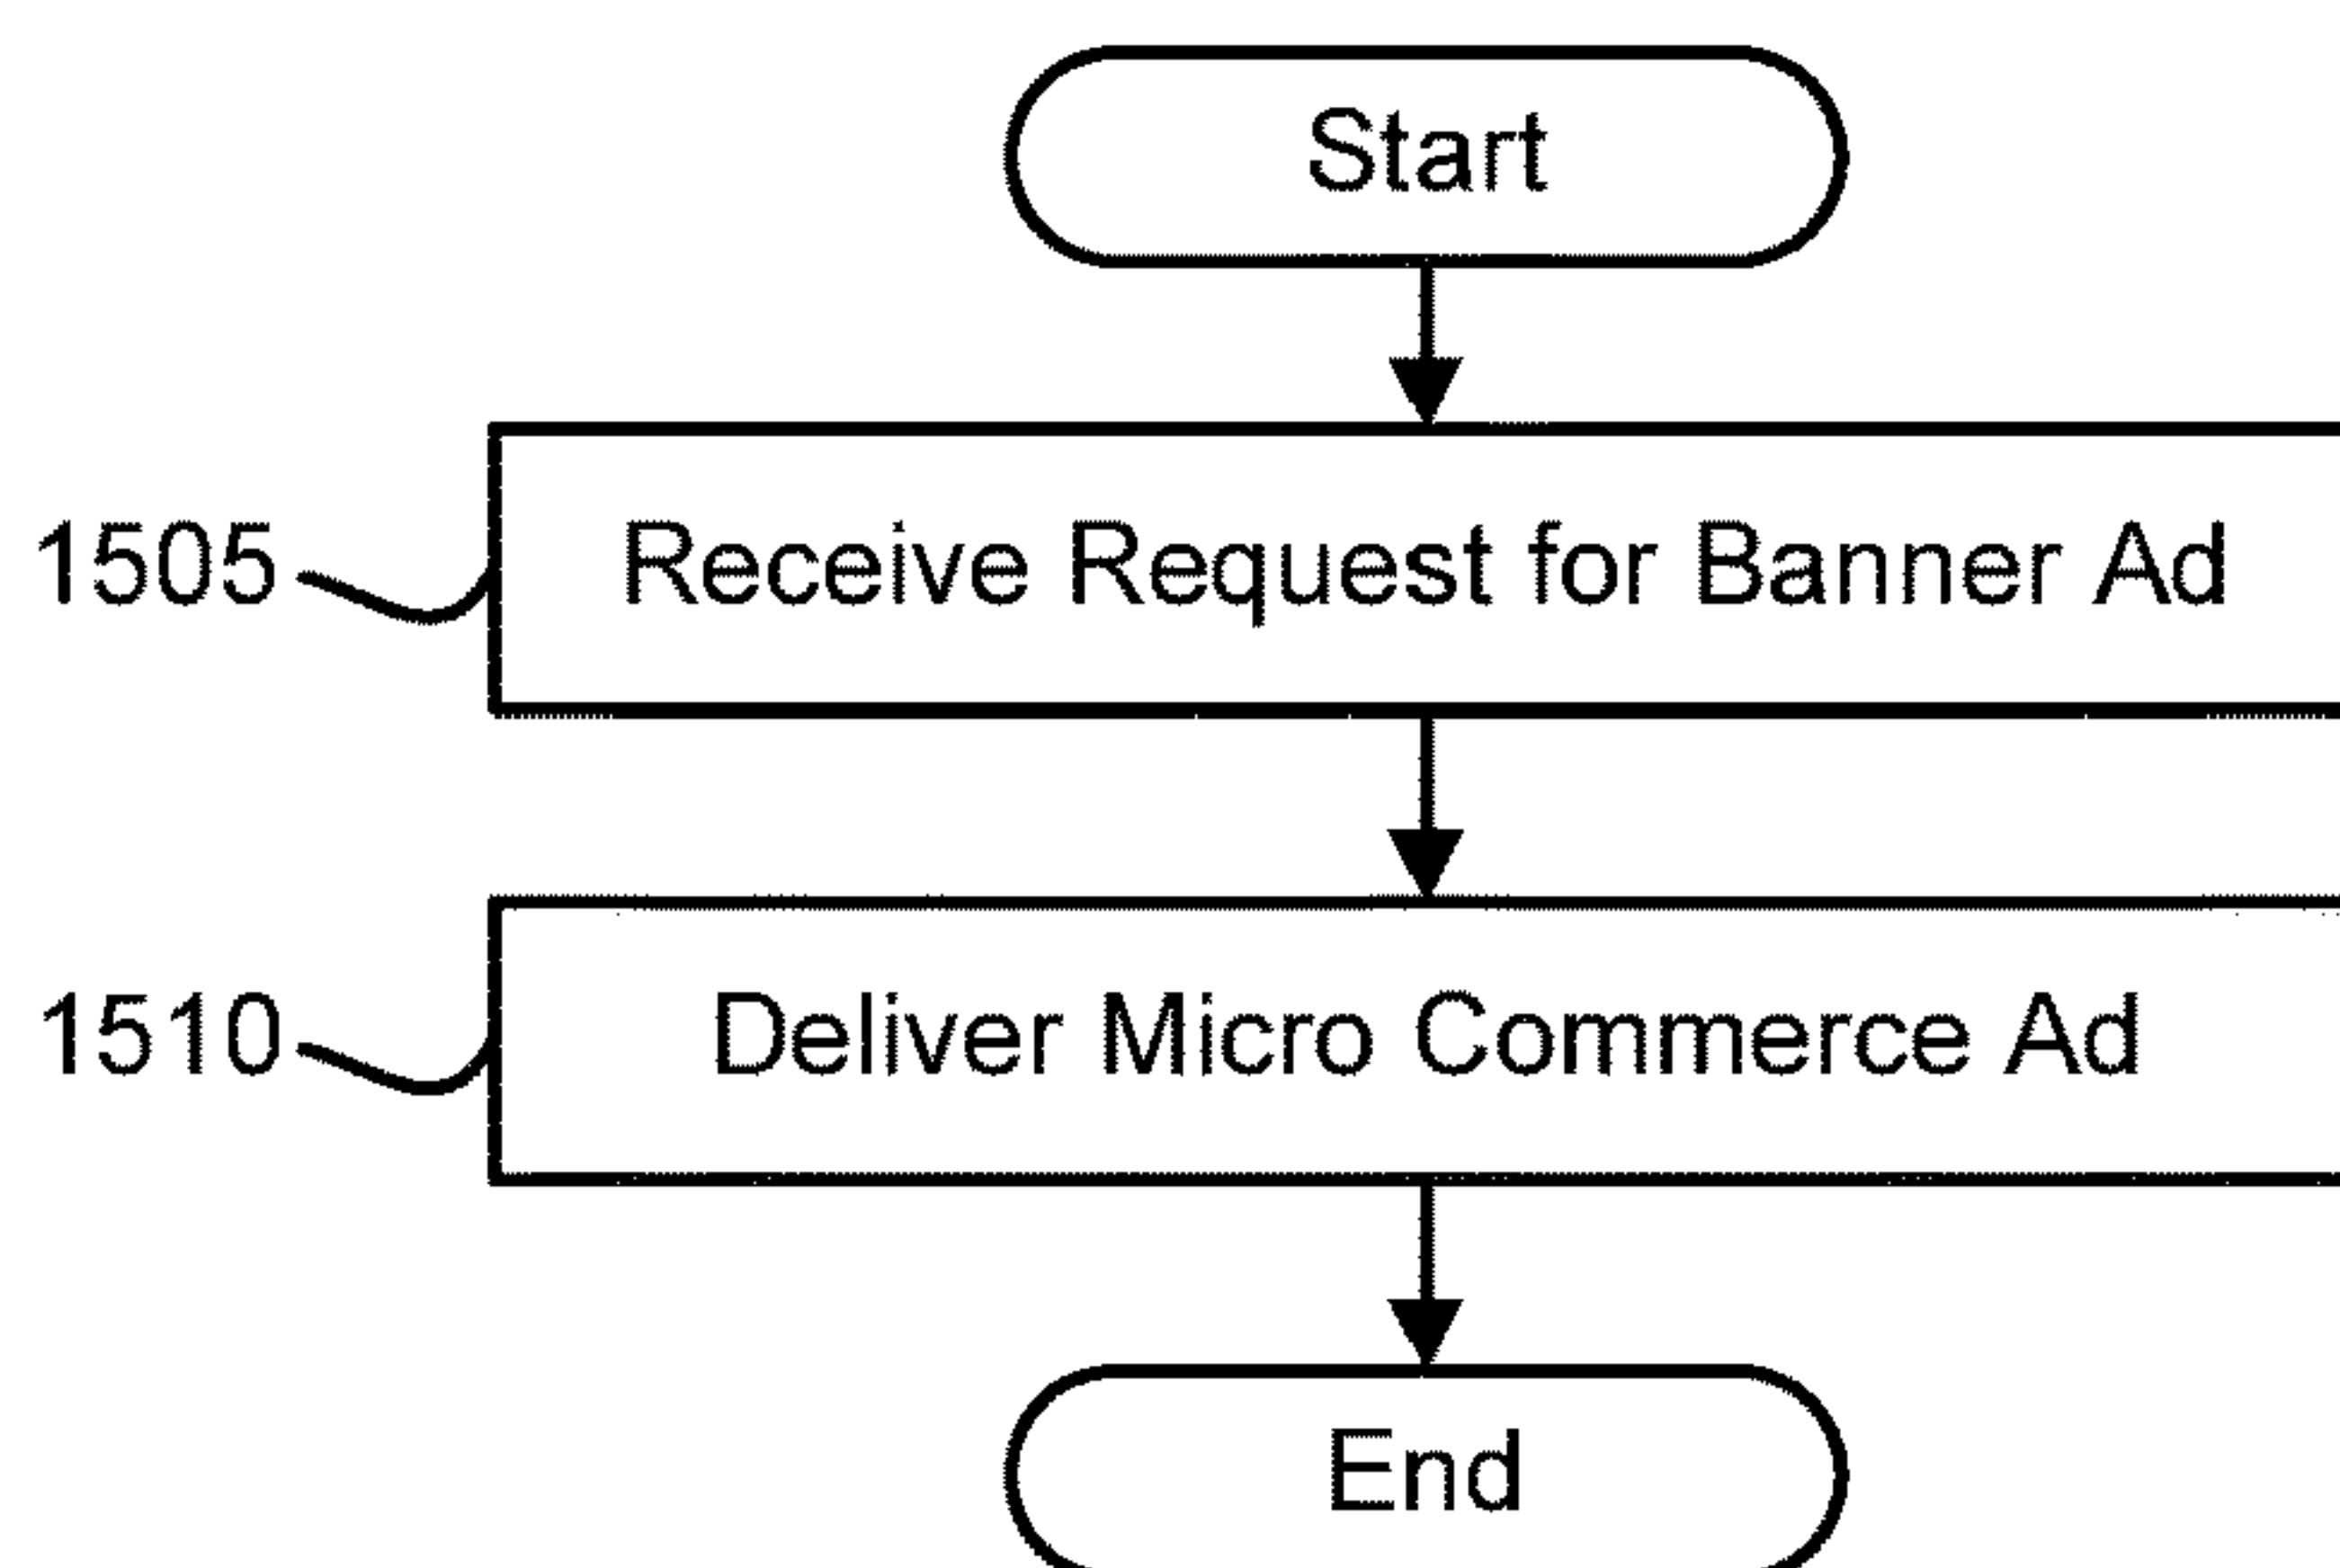 Start
1505 Receive Request for Banner Ad
1510 Deliver Micro Commerce Ad
End